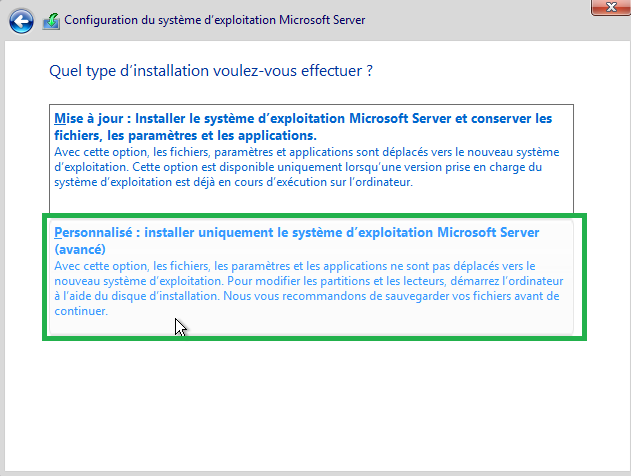 Configuration du système d'exploitation Microsoft Server
Quel type d'installation voulez-vous effectuer ?
Mise à jour : Installer le système d'exploitation Microsoft Server et conserver les
fichiers, les paramètres et les applications.
Avec cette option, les fichiers, paramètres et applications sont déplacés vers le nouveau système
d'exploitation. Cette option est disponible uniquement lorsqu'une version prise en charge du
système d'exploitation est déjà en cours d'exécution sur l'ordinateur.
Personnalisé : installer uniquement le système d'exploitation Microsoft Server
(avancé)
Avec cette option, les fichiers, les paramètres et les applications ne sont pas déplacés vers le
nouveau système d'exploitation. Pour modifier les partitions et les lecteurs, démarrez l'ordinateur
à l'aide du disque d'installation. Nous vous recommandons de sauvegarder vos fichiers avant de
continuer.